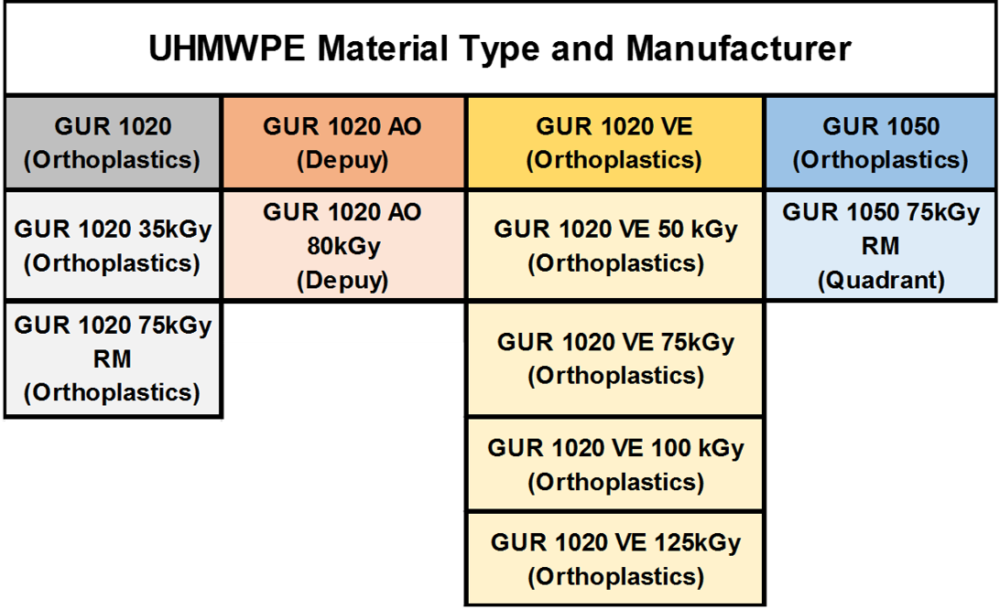 UHMWPE Material Type and Manufacturer
GUR 1020
(Orthoplastics)
GUR 1020 AO
(Depuy)
GUR 1020 VE
(Orthoplastics)
GUR 1050
(Orthoplastics)
GUR 1020 35kGy
(Orthoplastics)
GUR 1020 AO
80kGy
(Depuy)
GUR 1020 VE 50 kGy
(Orthoplastics)
GUR 1050 75kGy
RM
(Quadrant)
GUR 1020 75kGy
RM
(Orthoplastics)
GUR 1020 VE 75kGy
(Orthoplastics)
GUR 1020 VE 100 kGy
(Orthoplastics)
GUR 1020 VE 125kGy
(Orthoplastics)